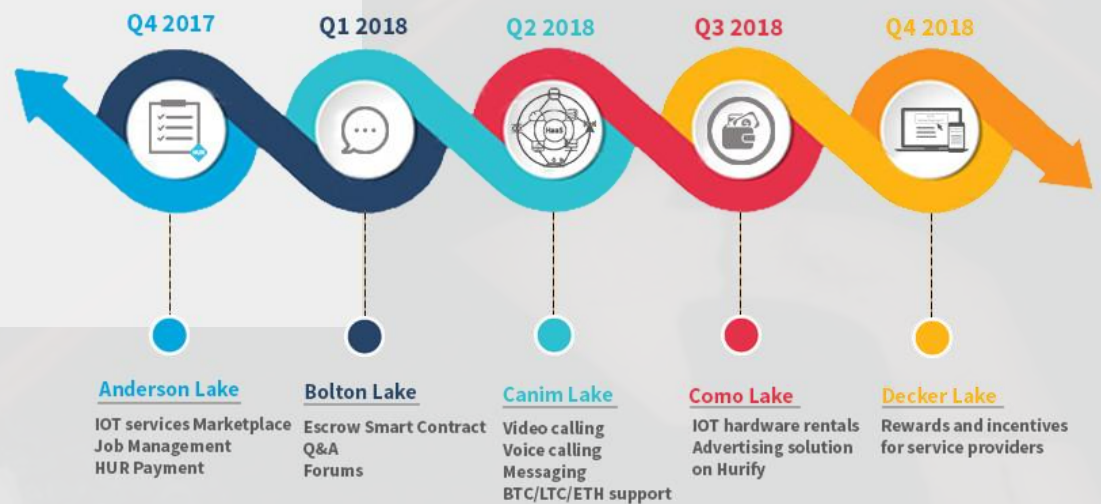 Q4 2017
Q1 2018
Q2 2018
Q3 2018
Q4 2018
HUR
HaaS
Anderson Lake
IOT services Marketplace
Job Management
HUR Payment
Bolton Lake
Escrow Smart Contract
Q&A
Forums
Canim Lake
Video calling
Voice calling
Messaging
BTC/LTC/ETH support
Como Lake
IOT hardware rentals
Advertising solution
on Hurify
Decker Lake
Rewards and incentives
for service providers